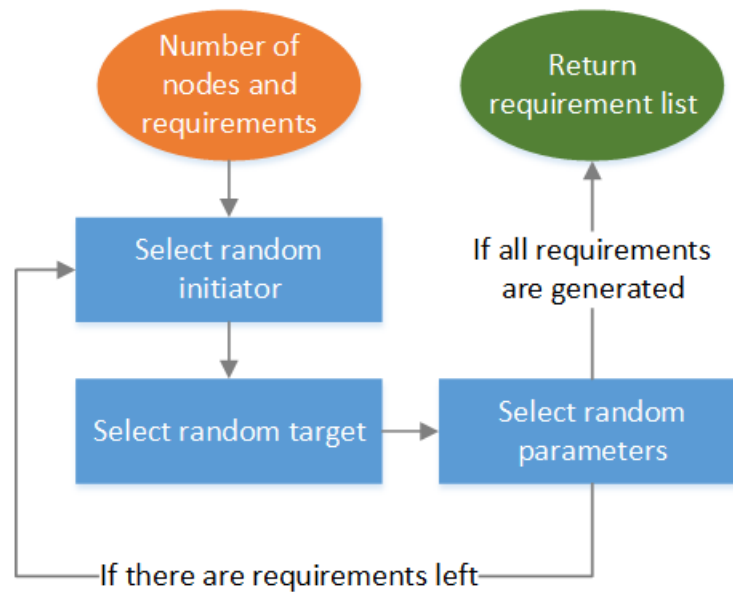 Number of
nodes and
requirements
Return
requirement list
Select random
initiator
If all requirements
are generated
Select random target
Select random
parameters
If there are requirements left